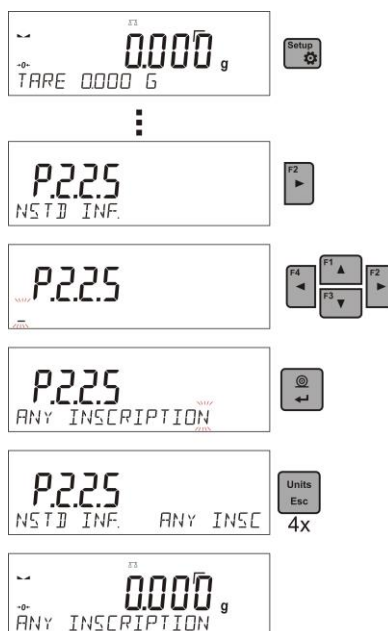 0.000 g
-0-
TARE 0.000 G
Setup
P.2.2.5
NSTD INF.
F2
P.2.2.5
_
F1
F4
F2
F3
P.2.2.5
ANY INSCRIPTION
P.2.2.5
NSTD INF. ANY INSC
Units
Esc
4x
0.000 g
-0-
ANY INSCRIPTION